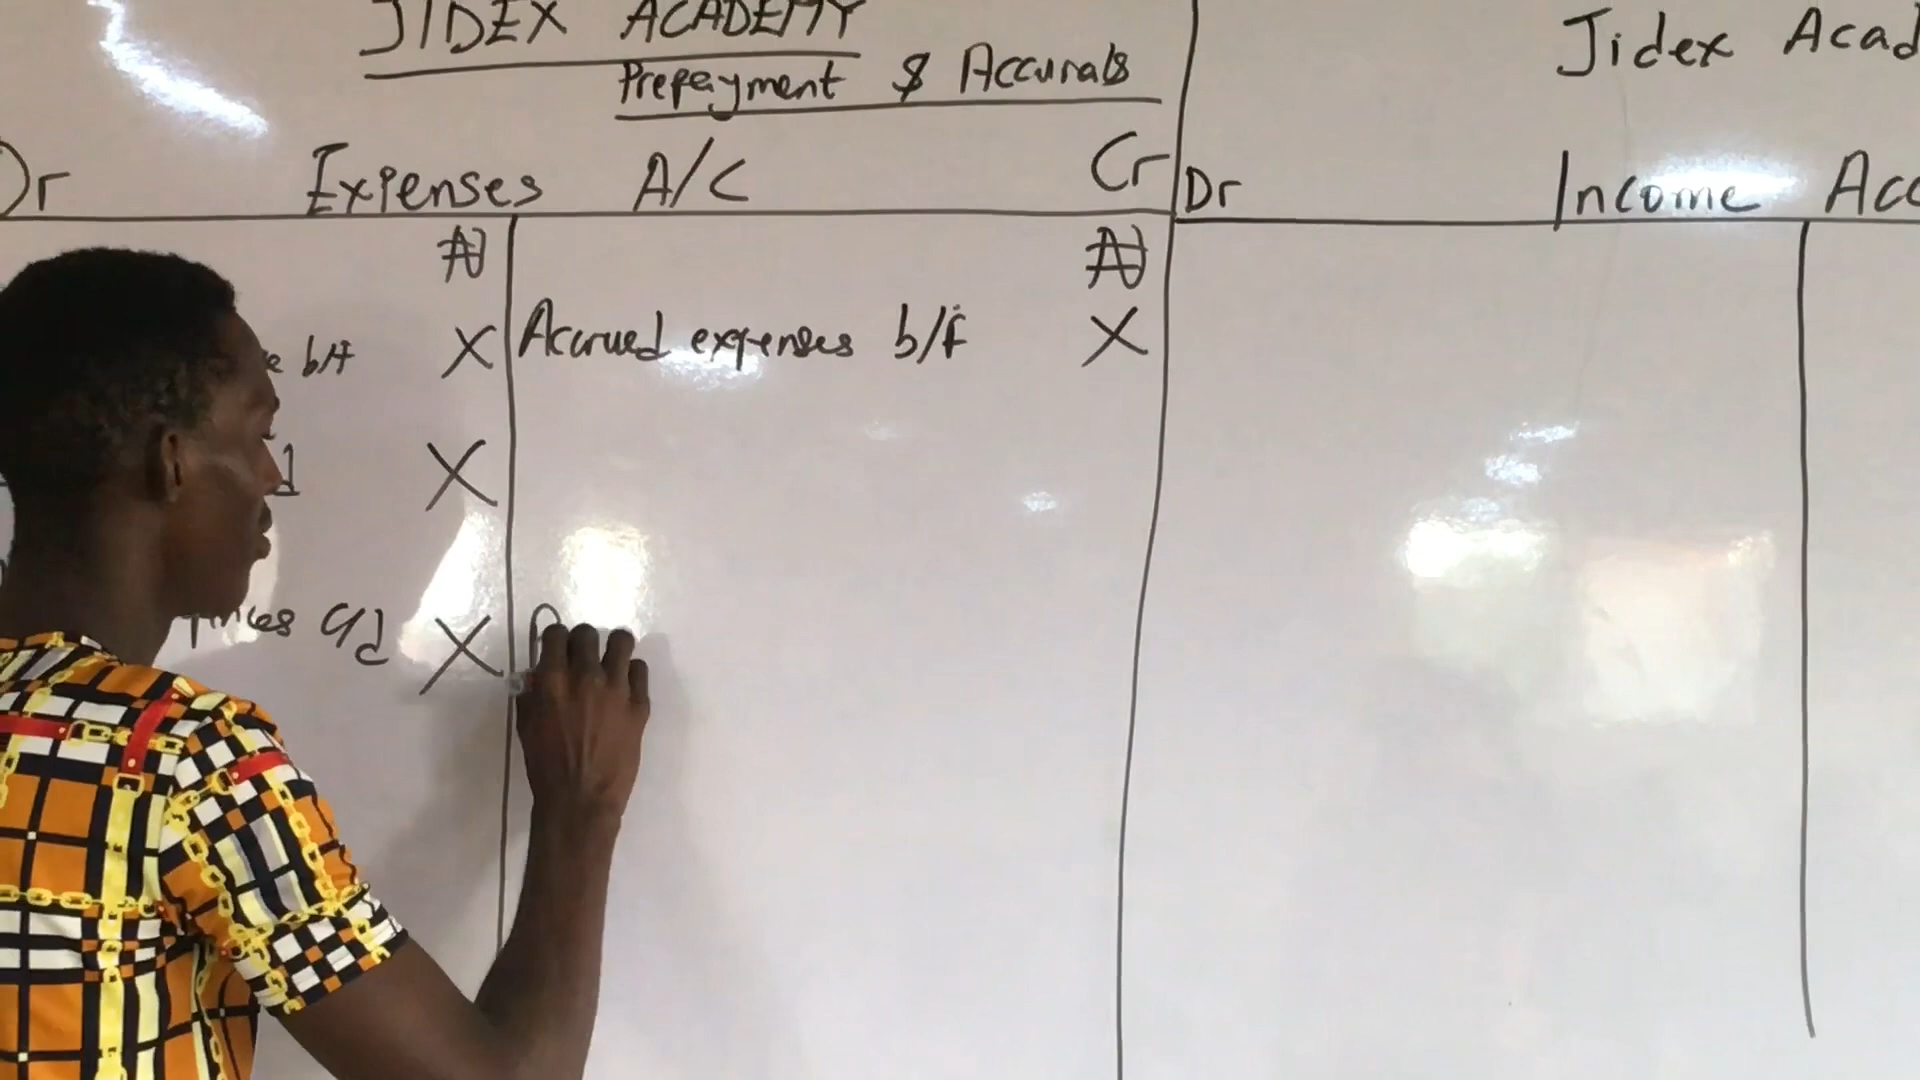 JIDEX ACADEMY
Prepayment $ Accurals
Dr Expenses A/C Cr
₦ ₦
b/f X Accrued expenses b/f X
X
c/d X
Jidex Acad
Dr Income Acc